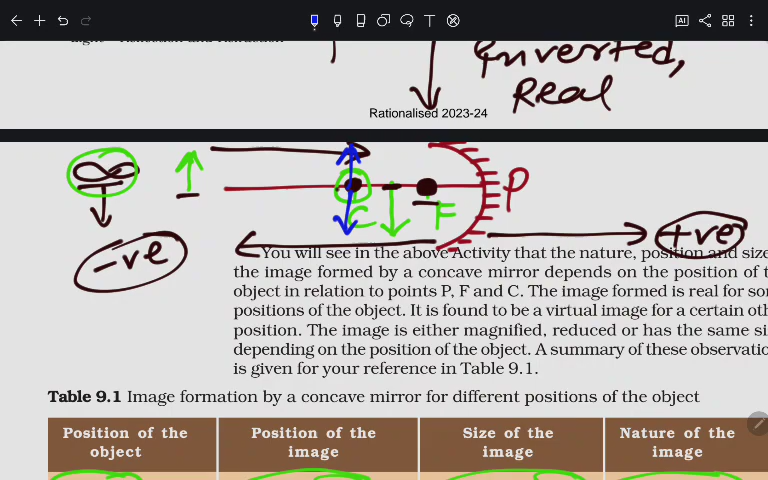 Inverted,
Real
Rationalised 2023-24
∞
P
C
F
+ve
-ve
You will see in the above Activity that the nature, position and size
the image formed by a concave mirror depends on the position of
object in relation to points P, F and C. The image formed is real for
positions of the object. It is found to be a virtual image for a certain
position. The image is either magnified, reduced or has the same
depending on the position of the object. A summary of these
is given for your reference in Table 9.1.
Table 9.1 Image formation by a concave mirror for different positions of the object
Position of the object
Position of the image
Size of the image
Nature of the image